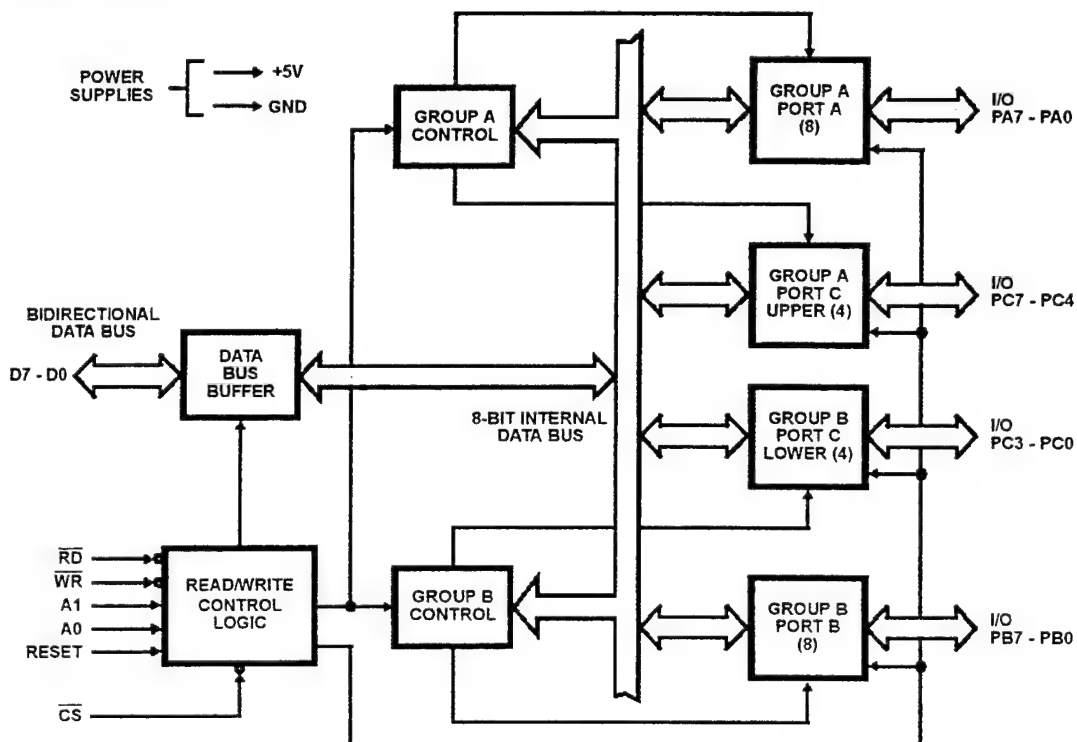 POWER
SUPPLIES
+5V
GND
GROUP A
CONTROL
GROUP A
PORT A
(8)
I/O
PA7 - PA0
GROUP A
PORT C
UPPER (4)
I/O
PC7 - PC4
BIDIRECTIONAL
DATA BUS
D7 - D0
DATA
BUS
BUFFER
8-BIT INTERNAL
DATA BUS
GROUP B
PORT C
LOWER (4)
I/O
PC3 - PC0
RD
WR
A1
A0
RESET
CS
READ/WRITE
CONTROL
LOGIC
GROUP B
CONTROL
GROUP B
PORT B
(8)
I/O
PB7 - PB0